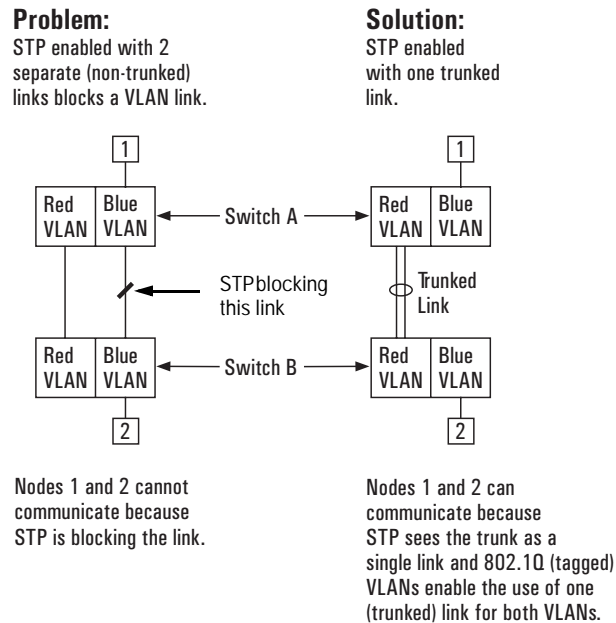 Problem:
STP enabled with 2
separate (non-trunked)
links blocks a VLAN link.
1
Red
VLAN
Blue
VLAN
STPblocking
this link
Red
VLAN
Blue
VLAN
2
Nodes 1 and 2 cannot
communicate because
STP is blocking the link.
Switch A
Switch B
Solution:
STP enabled
with one trunked
link.
1
Red
VLAN
Blue
VLAN
Trunked
Link
Red
VLAN
Blue
VLAN
2
Nodes 1 and 2 can
communicate because
STP sees the trunk as a
single link and 802.1Q (tagged)
VLANs enable the use of one
(trunked) link for both VLANs.